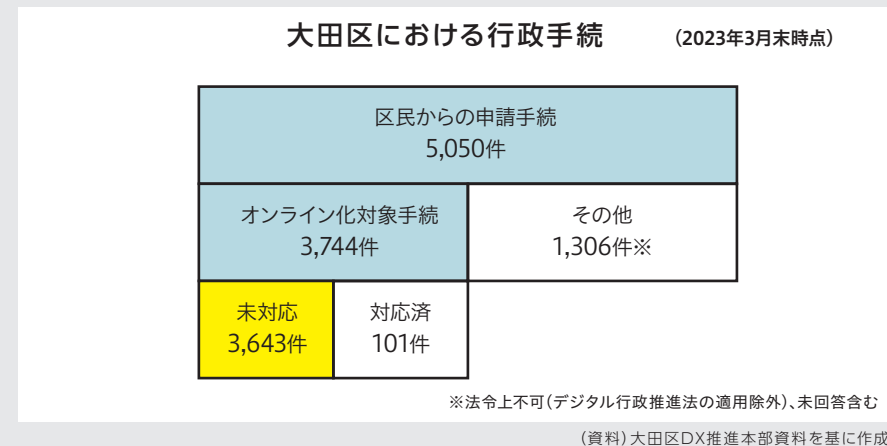 大田区における行政手続 (2023年3月末時点)
区民からの申請手続
5,050件
オンライン化対象手続
3,744件
その他
1,306件※
未対応
3,643件
対応済
101件
※法令上不可(デジタル行政推進法の適用除外)、未回答含む
(資料)大田区DX推進本部資料を基に作成